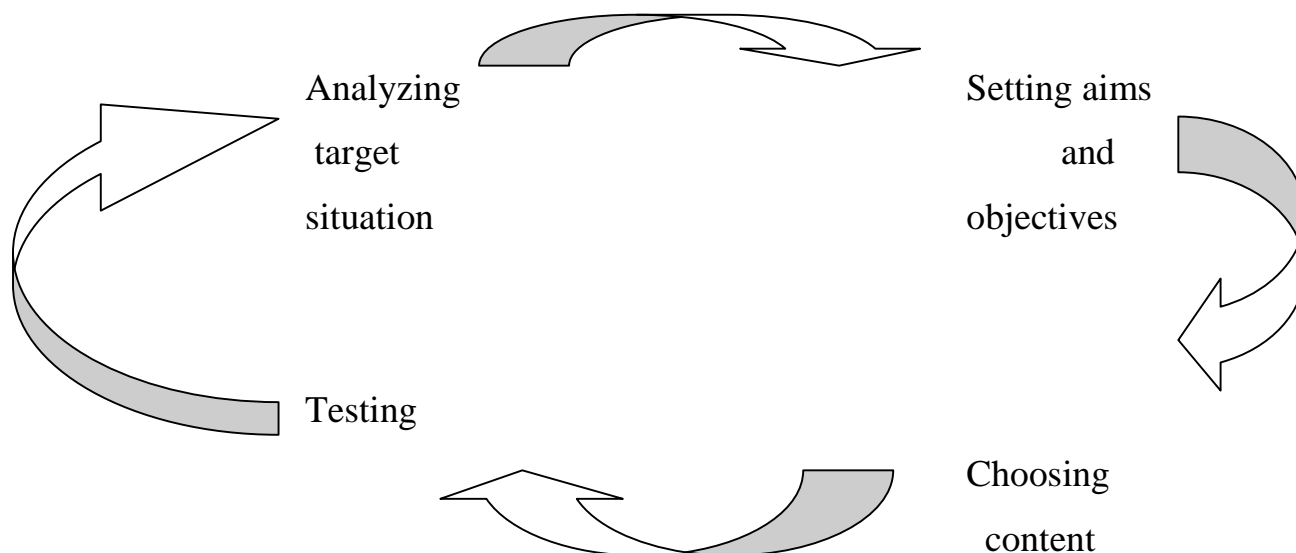 Analyzing
target
situation
Setting aims
and
objectives
Choosing
content
Testing